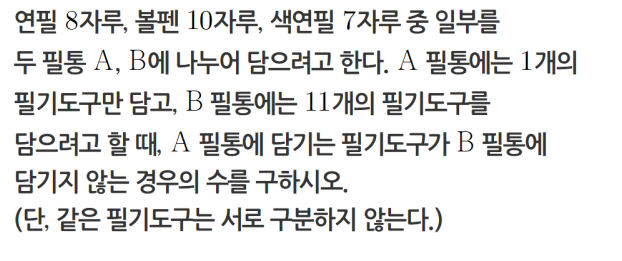 연필 8자루, 볼펜 10자루, 색연필 7자루 중 일부를
두 필통 A, B에 나누어 담으려고 한다. A 필통에는 1개의
필기도구만 담고, B 필통에는 11개의 필기도구를
담으려고 할 때, A 필통에 담기는 필기도구가 B 필통에
담기지 않는 경우의 수를 구하시오.
(단, 같은 필기도구는 서로 구분하지 않는다.)